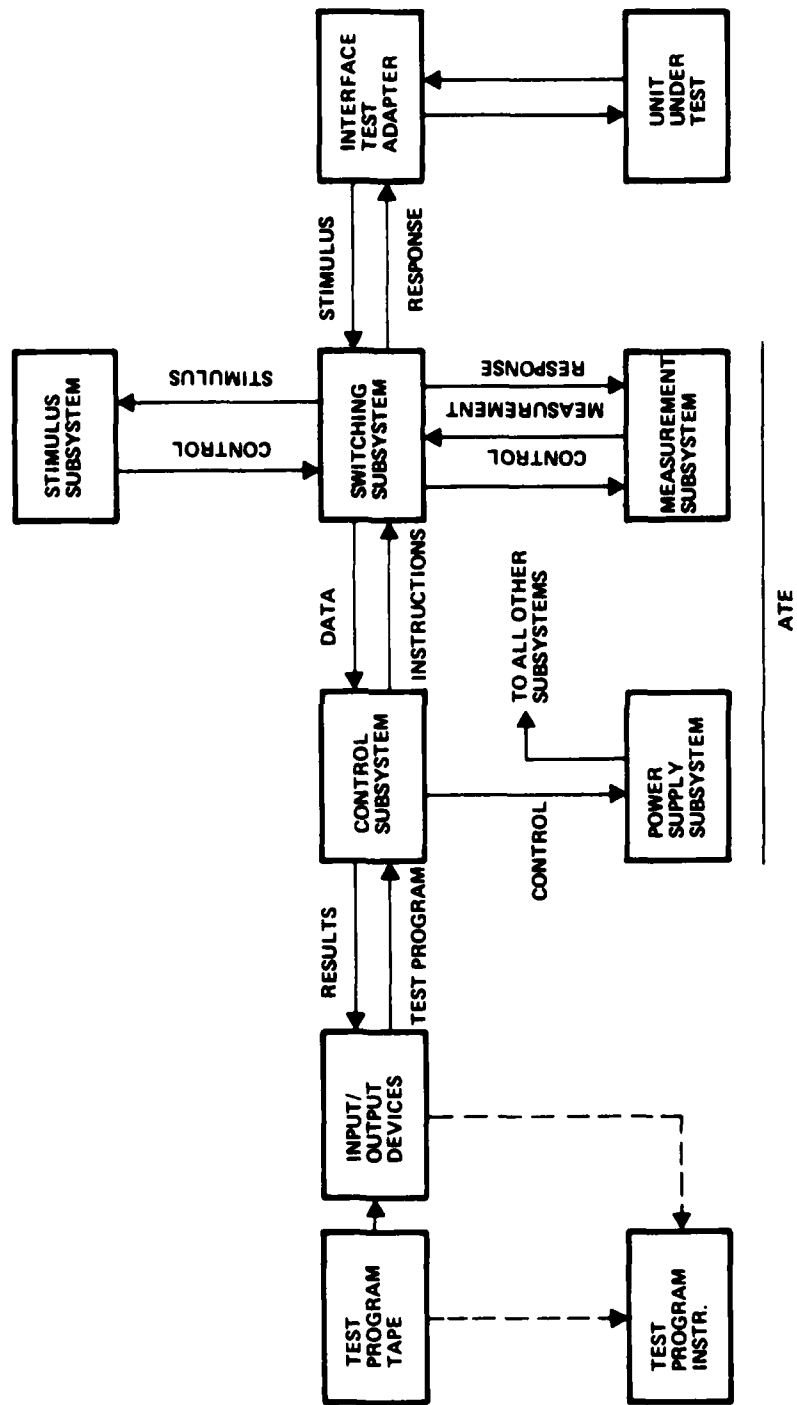 STIMULUS
SUBSYSTEM
CONTROL
STIMULUS
TEST
PROGRAM
TAPE
INPUT/
OUTPUT
DEVICES
RESULTS
TEST PROGRAM
CONTROL
SUBSYSTEM
DATA
INSTRUCTIONS
SWITCHING
SUBSYSTEM
STIMULUS
RESPONSE
INTERFACE
TEST
ADAPTER
CONTROL
TO ALL OTHER
SUBSYSTEMS
CONTROL
MEASUREMENT
RESPONSE
TEST
PROGRAM
INSTR.
POWER
SUPPLY
SUBSYSTEM
MEASUREMENT
SUBSYSTEM
UNIT
UNDER
TEST
ATE